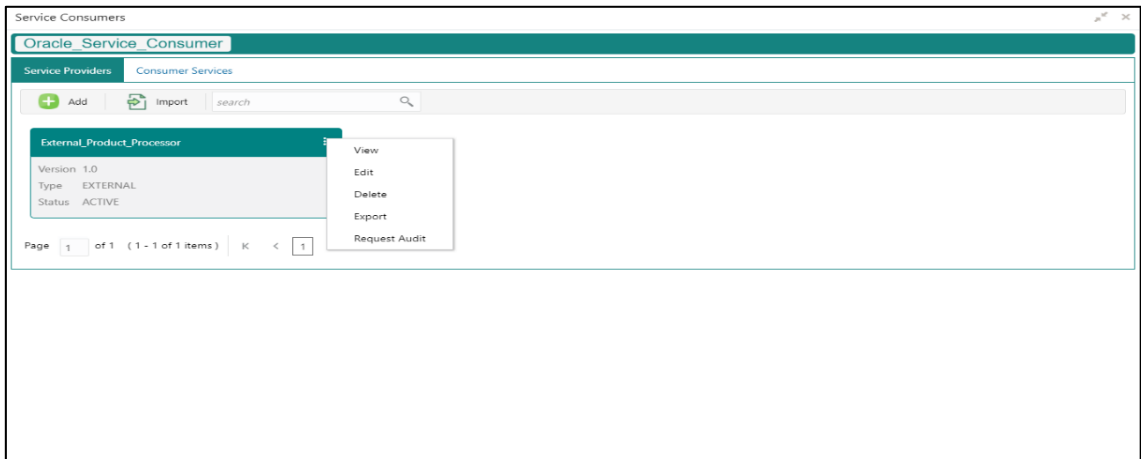 Service Consumers
Oracle_Service_Consumer
Service Providers Consumer Services
Add Import search
External_Product_Processor
Version 1.0
Type EXTERNAL
Status ACTIVE
View
Edit
Delete
Export
Request Audit
Page 1 of 1 ( 1 - 1 of 1 items ) K < 1